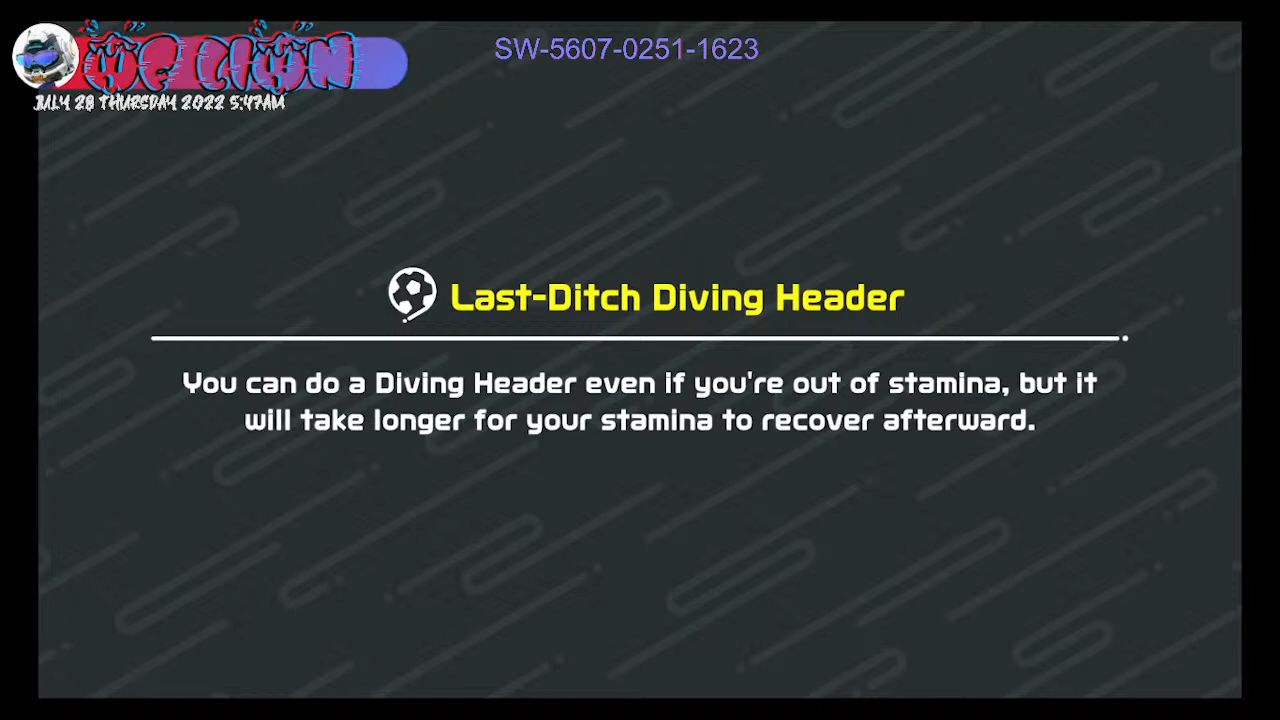 SW-5607-0251-1623
JULY 28 THURSDAY 2022 5:47AM
Last-Ditch Diving Header
You can do a Diving Header even if you're out of stamina, but it
will take longer for your stamina to recover afterward.